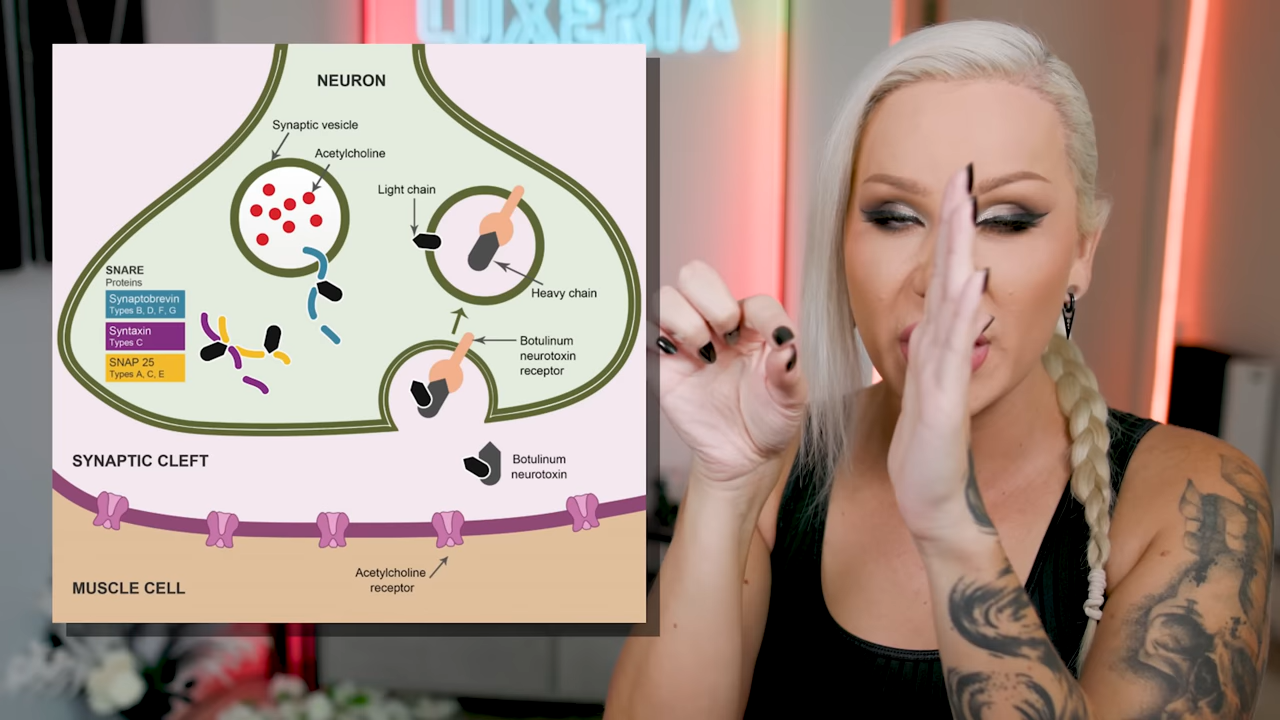 LUXERIA
NEURON
Synaptic vesicle
Acetylcholine
Light chain
Heavy chain
SNARE
Proteins
Synaptobrevin
Types B, D, F, G
Syntaxin
Types C
SNAP 25
Types A, C, E
Botulinum
neurotoxin
receptor
SYNAPTIC CLEFT
Botulinum
neurotoxin
Acetylcholine
receptor
MUSCLE CELL